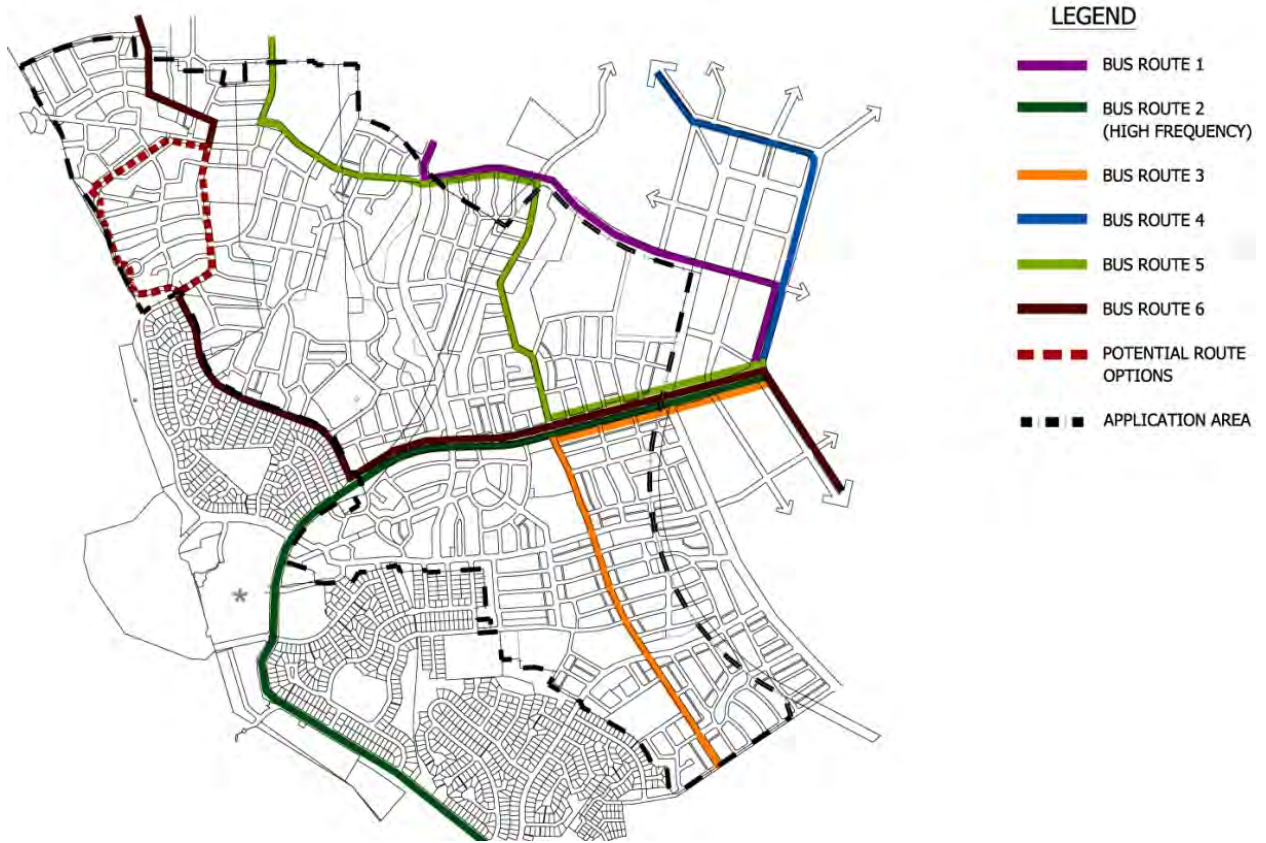 LEGEND
BUS ROUTE 1
BUS ROUTE 2
(HIGH FREQUENCY)
BUS ROUTE 3
BUS ROUTE 4
BUS ROUTE 5
BUS ROUTE 6
POTENTIAL ROUTE
OPTIONS
APPLICATION AREA